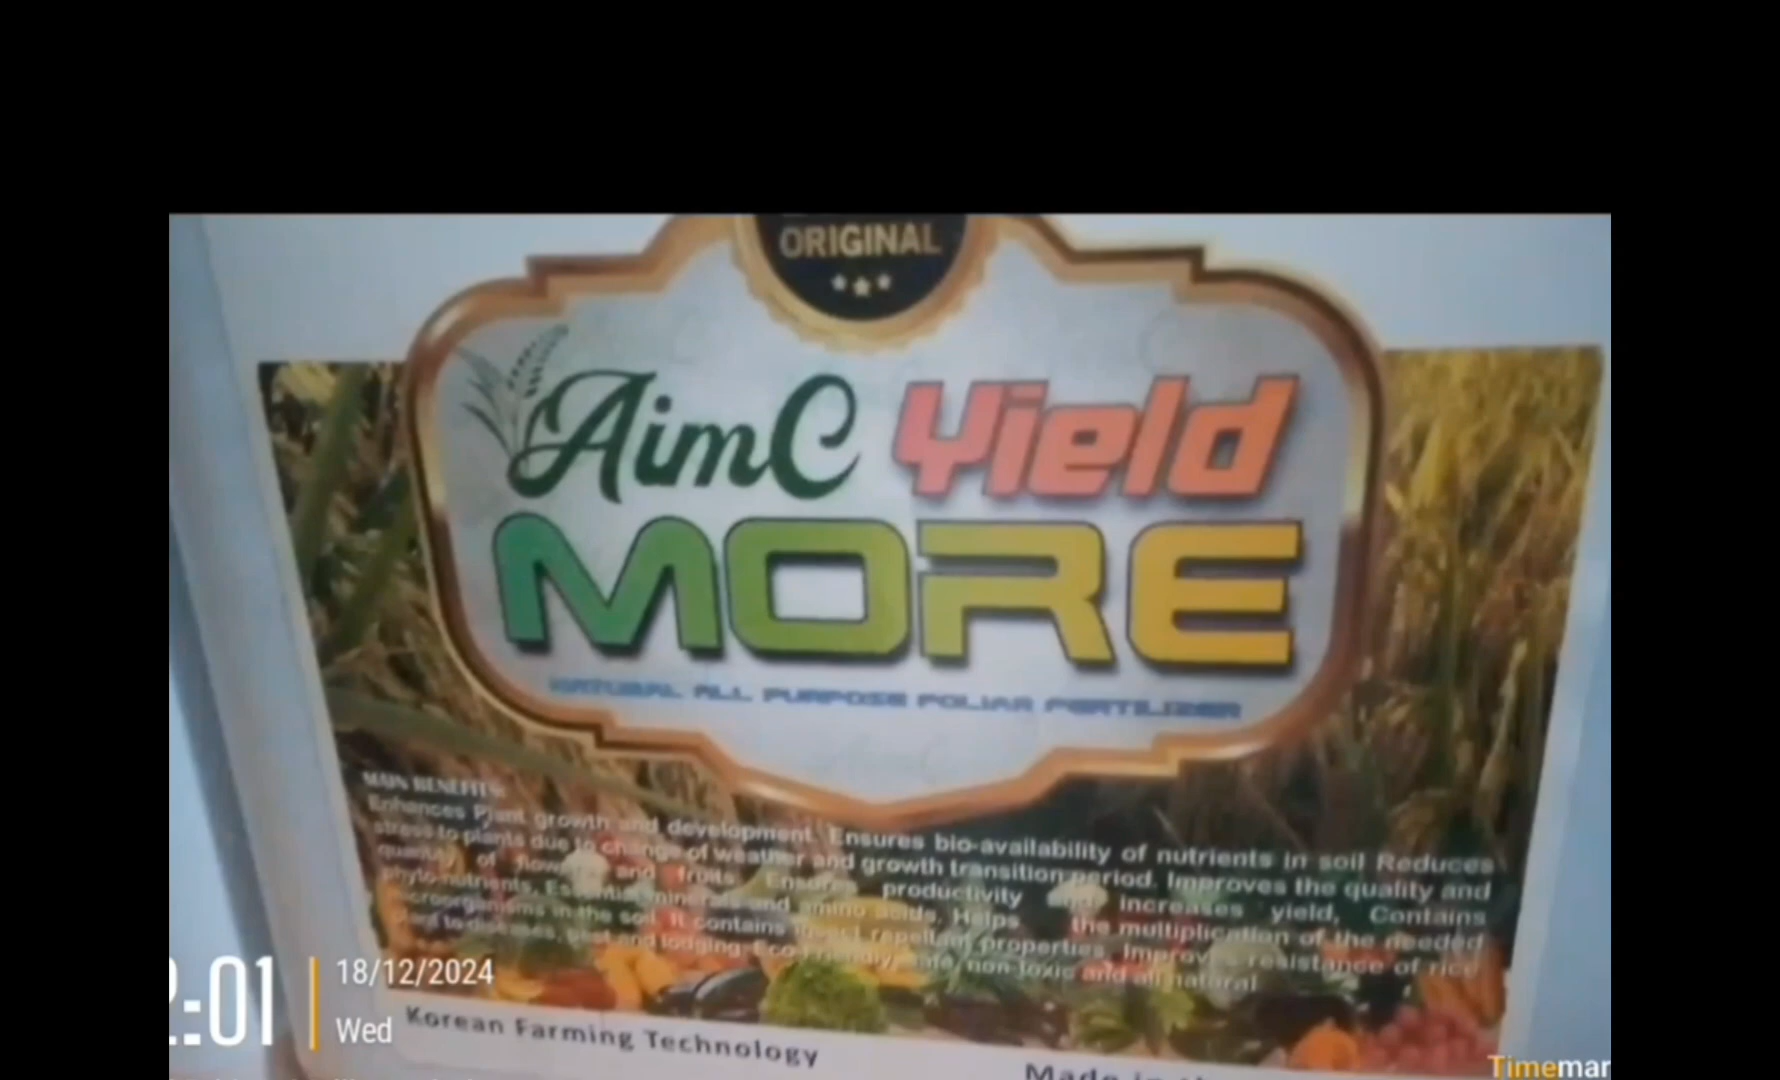 ORIGINAL
AimC Yield
MORE
NATURAL ALL PURPOSE FOLIAR FERTILIZER
MAIN BENEFITS:
Enhances Plant growth and development. Ensures bio-availability of nutrients in soil Reduces
stress to plants due to change of weather and growth transition period. Improves the quality and
quantity of flowers and fruits. Ensures productivity and increases yield, Contains
phyto-nutrients, Essential minerals and amino acids. Helps the multiplication of the needed
microorganisms in the soil. It contains insect repellant properties. Improves resistance of rice
plant to diseases, pest and lodging. Eco-Friendly, safe, non-toxic and all natural
Korean Farming Technology
Made in
:01
18/12/2024
Wed
Timemar